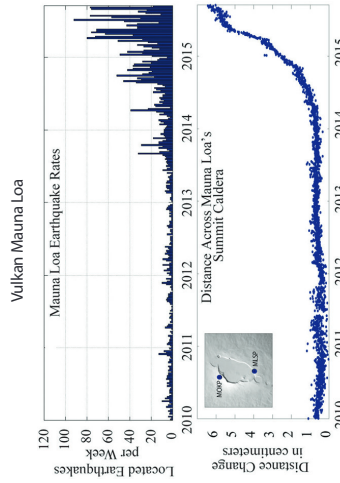 Vulkan Mauna Loa
Located Earthquakes
per Week
120
100
80
60
40
20
0
Mauna Loa Earthquake Rates
2010
2011
2012
2013
2014
2015
Distance Change
in centimeters
6
5
4
3
2
1
0
Distance Across Mauna Loa's
Summit Caldera
MOKP
MLSP
2010
2011
2012
2013
2014
2015